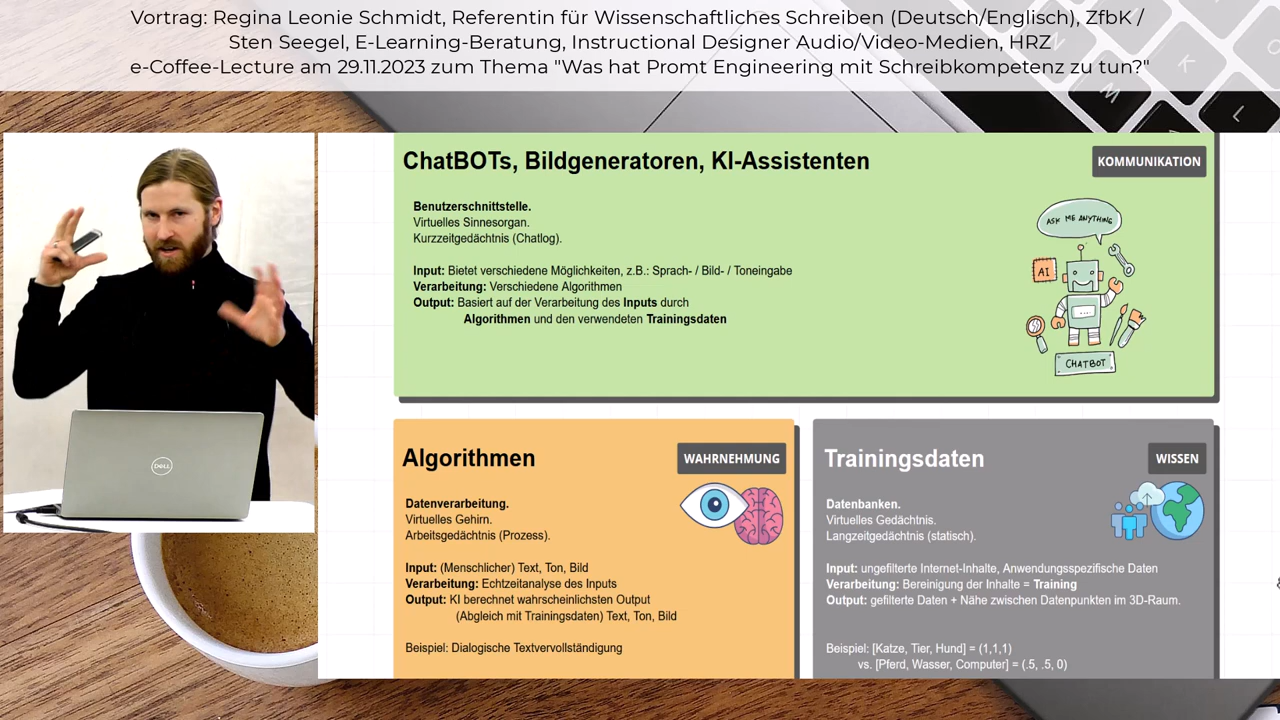 Vortrag: Regina Leonie Schmidt, Referentin für Wissenschaftliches Schreiben (Deutsch/Englisch), ZfbK /
Sten Seegel, E-Learning-Beratung, Instructional Designer Audio/Video-Medien, HRZ
e-Coffee-Lecture am 29.11.2023 zum Thema "Was hat Promt Engineering mit Schreibkompetenz zu tun?"
ChatBOTs, Bildgeneratoren, KI-Assistenten
KOMMUNIKATION
Benutzerschnittstelle.
Virtuelles Sinnesorgan.
Kurzzeitgedächtnis (Chatlog).
Input: Bietet verschiedene Möglichkeiten, z.B.: Sprach- / Bild- / Toneingabe
Verarbeitung: Verschiedene Algorithmen
Output: Basiert auf der Verarbeitung des Inputs durch
Algorithmen und den verwendeten Trainingsdaten
ASK ME ANYTHING
AI
CHATBOT
Algorithmen
WAHRNEHMUNG
Datenverarbeitung.
Virtuelles Gehirn.
Arbeitsgedächtnis (Prozess).
Input: (Menschlicher) Text, Ton, Bild
Verarbeitung: Echtzeitanalyse des Inputs
Output: KI berechnet wahrscheinlichsten Output
(Abgleich mit Trainingsdaten) Text, Ton, Bild
Beispiel: Dialogische Textvervollständigung
Trainingsdaten
WISSEN
Datenbanken.
Virtuelles Gedächtnis.
Langzeitgedächtnis (statisch).
Input: ungefilterte Internet-Inhalte, Anwendungsspezifische Daten
Verarbeitung: Bereinigung der Inhalte = Training
Output: gefilterte Daten + Nähe zwischen Datenpunkten im 3D-Raum.
Beispiel: [Katze, Tier, Hund] = (1,1,1)
vs. [Pferd, Wasser, Computer] = (.5, .5, 0)
DELL
K
M
L